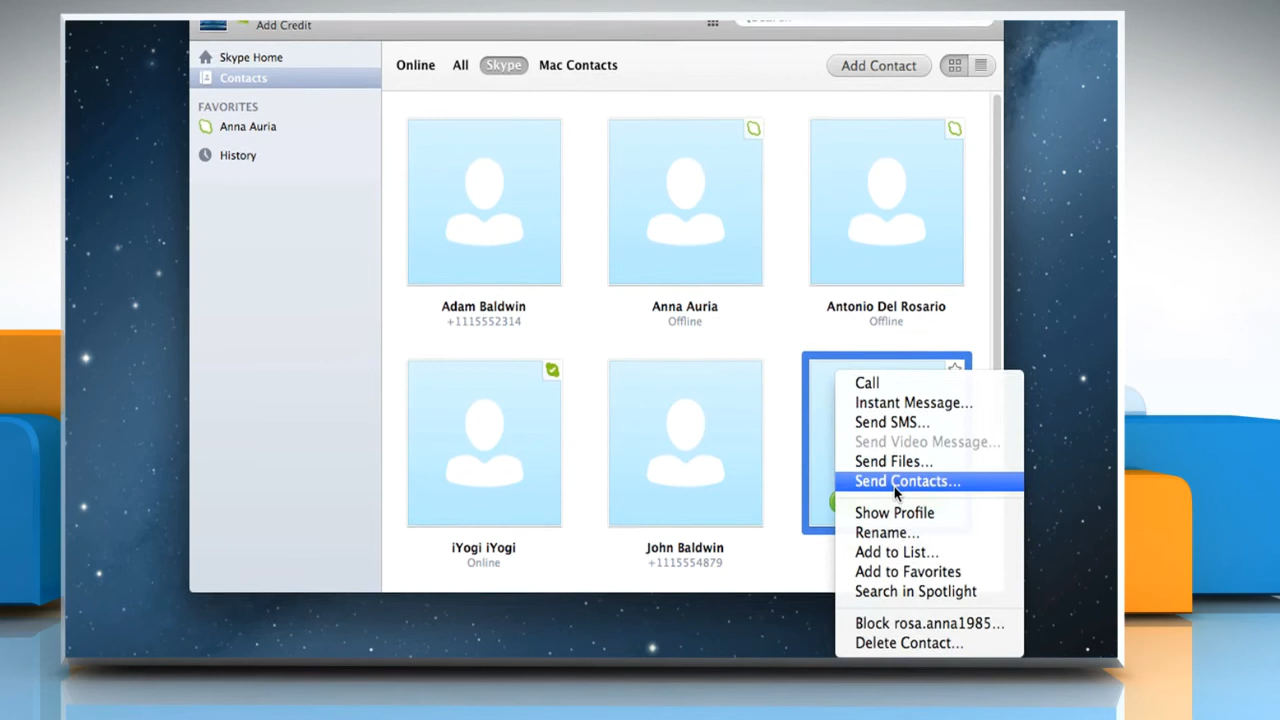 Add Credit
Skype Home
Contacts
FAVORITES
Anna Auria
History
Online All Skype Mac Contacts Add Contact
Adam Baldwin
+1115552314
Anna Auria
Offline
Antonio Del Rosario
Offline
iYogi iYogi
Online
John Baldwin
+1115554879
Call
Instant Message...
Send SMS...
Send Video Message...
Send Files...
Send Contacts...
Show Profile
Rename...
Add to List...
Add to Favorites
Search in Spotlight
Block rosa.anna1985...
Delete Contact...